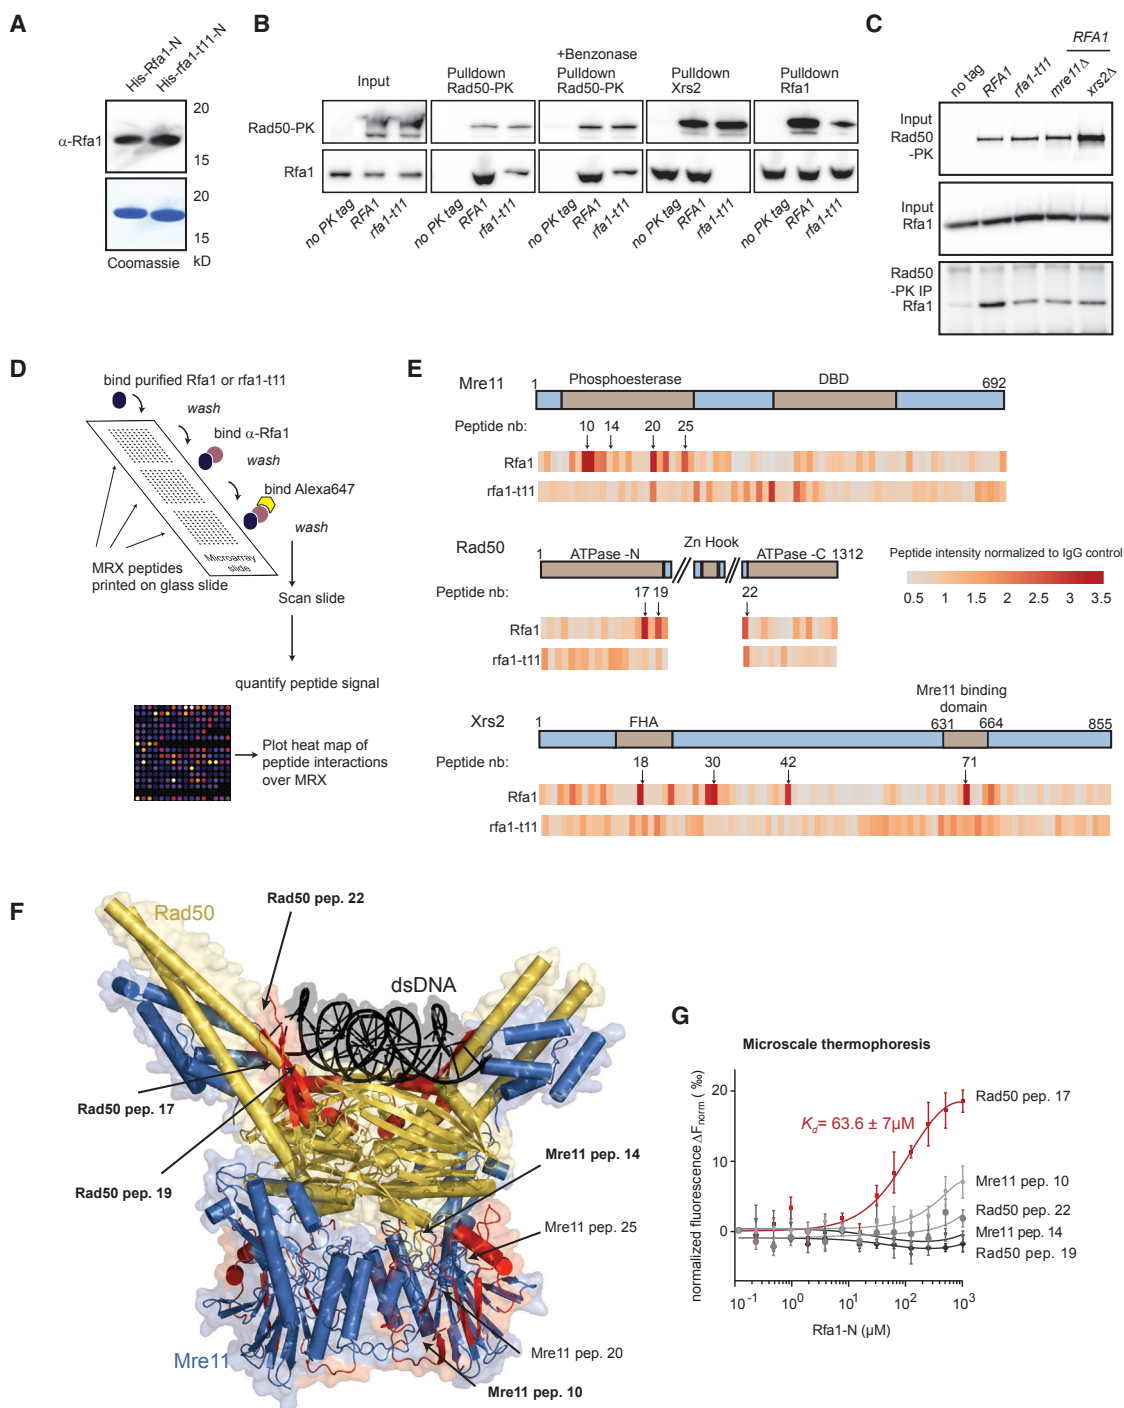 A
His-Rfa1-N
His-rfa1-t11-N
20
α-Rfa1
15
20
15
Coomassie
kD
B
Input
Pulldown
Rad50-PK
+Benzonase
Pulldown
Rad50-PK
Pulldown
Xrs2
Pulldown
Rfa1
Rad50-PK
Rfa1
no PK tag
RFA1
rfa1-t11
no PK tag
RFA1
rfa1-t11
no PK tag
RFA1
rfa1-t11
no PK tag
RFA1
rfa1-t11
no PK tag
RFA1
rfa1-t11
C
RFA1
no tag
RFA1
rfa1-t11
mre11Δ
xrs2Δ
Input
Rad50
-PK
Input
Rfa1
Rad50
-PK IP
Rfa1
D
bind purified Rfa1 or rfa1-t11
wash
bind α-Rfa1
wash
bind Alexa647
wash
Microarray
slide
MRX peptides
printed on glass slide
Scan slide
quantify peptide signal
Plot heat map of
peptide interactions
over MRX
E
Mre11
1
Phosphoesterase
DBD
692
Peptide nb:
10
14
20
25
Rfa1
rfa1-t11
Rad50
1
ATPase -N
Zn Hook
ATPase -C
1312
Peptide nb:
17
19
22
Rfa1
rfa1-t11
Peptide intensity normalized to IgG control
0.5
1
1.5
2
2.5
3
3.5
Xrs2
1
FHA
Mre11 binding
domain
631
664
855
Peptide nb:
18
30
42
71
Rfa1
rfa1-t11
F
Rad50
Rad50 pep. 22
dsDNA
Rad50 pep. 17
Rad50 pep. 19
Mre11 pep. 14
Mre11 pep. 25
Mre11 pep. 20
Mre11 pep. 10
Mre11
G
Microscale thermophoresis
normalized fluorescence ΔFnorm ( ‰)
20
10
0
Kd= 63.6 ± 7µM
Rad50 pep. 17
Mre11 pep. 10
Rad50 pep. 22
Mre11 pep. 14
Rad50 pep. 19
10⁻¹
10⁰
10¹
10²
10³
Rfa1-N (µM)